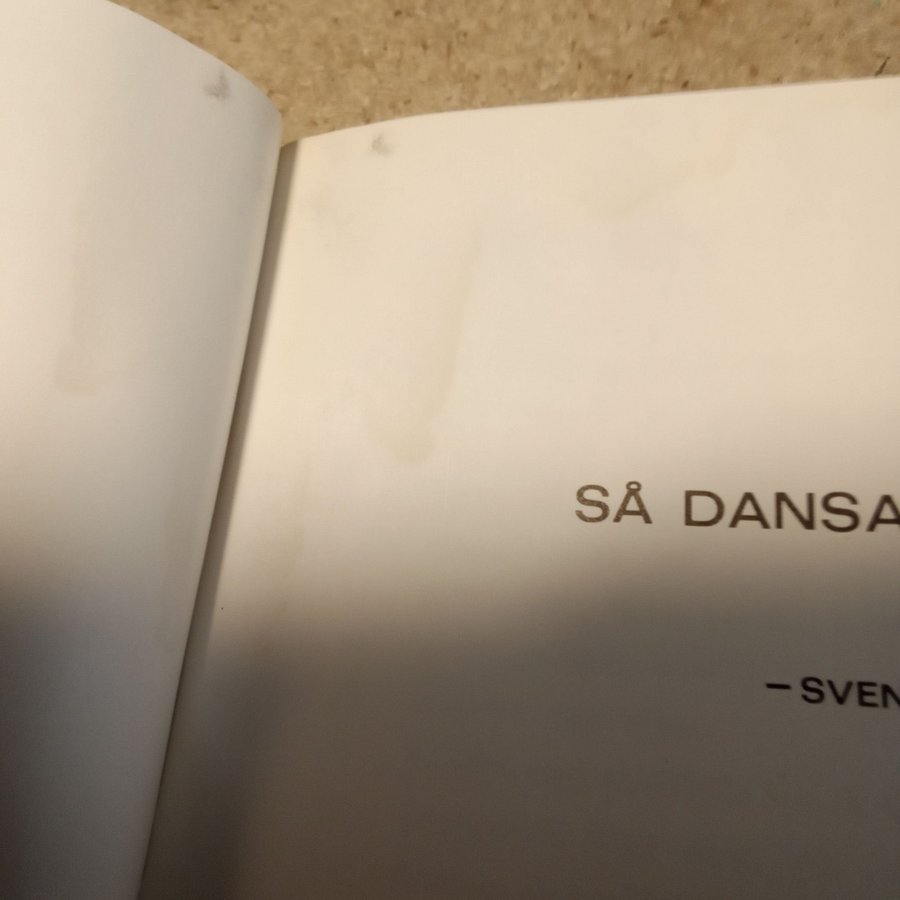 SÅ DANSA
– SVEN